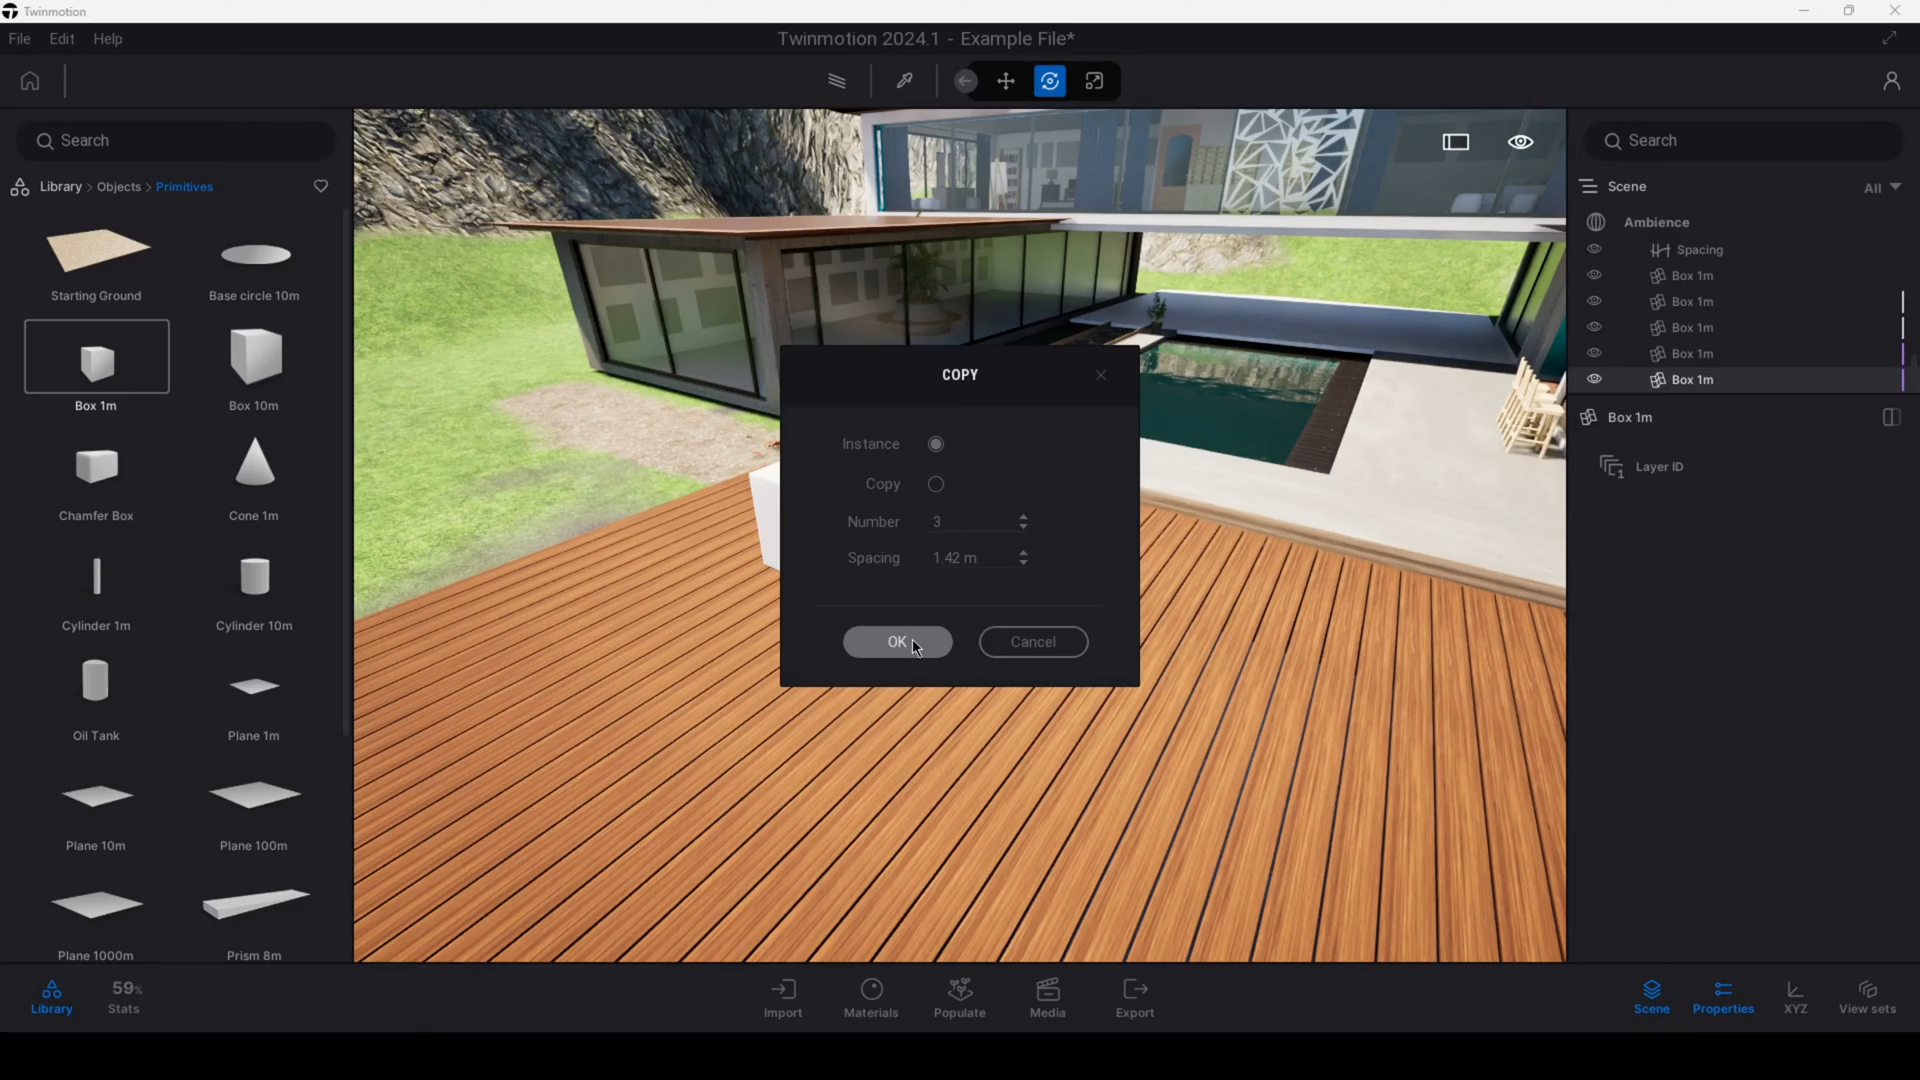 Twinmotion
File Edit Help
Twinmotion 2024.1 - Example File*
Search
Library > Objects > Primitives
Starting Ground
Base circle 10m
Box 1m
Box 10m
Chamfer Box
Cone 1m
Cylinder 1m
Cylinder 10m
Oil Tank
Plane 1m
Plane 10m
Plane 100m
Plane 1000m
Prism 8m
COPY
Instance
Copy
Number 3
Spacing 1.42 m
OK Cancel
Search
Scene All
Ambience
Spacing
Box 1m
Box 1m
Box 1m
Box 1m
Box 1m
Box 1m
Layer ID
Library
59%
Stats
Import
Materials
Populate
Media
Export
Scene
Properties
XYZ
View sets